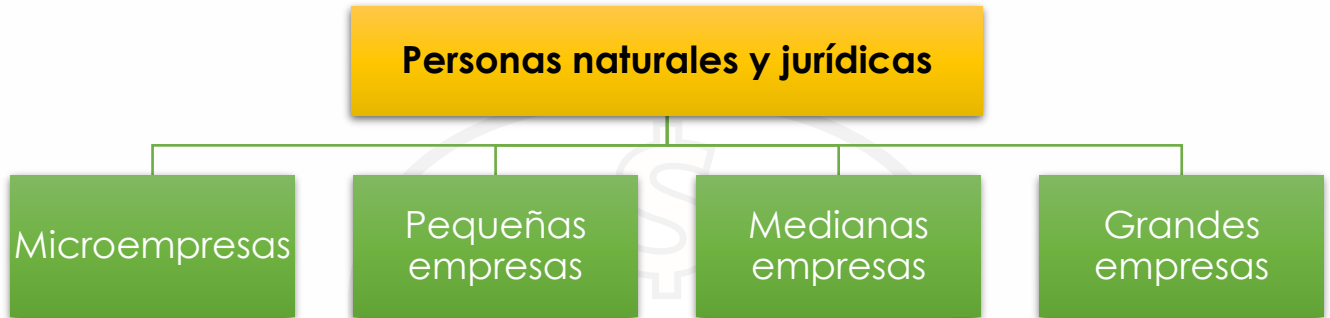 Personas naturales y jurídicas
Microempresas
Pequeñas
empresas
Medianas
empresas
Grandes
empresas